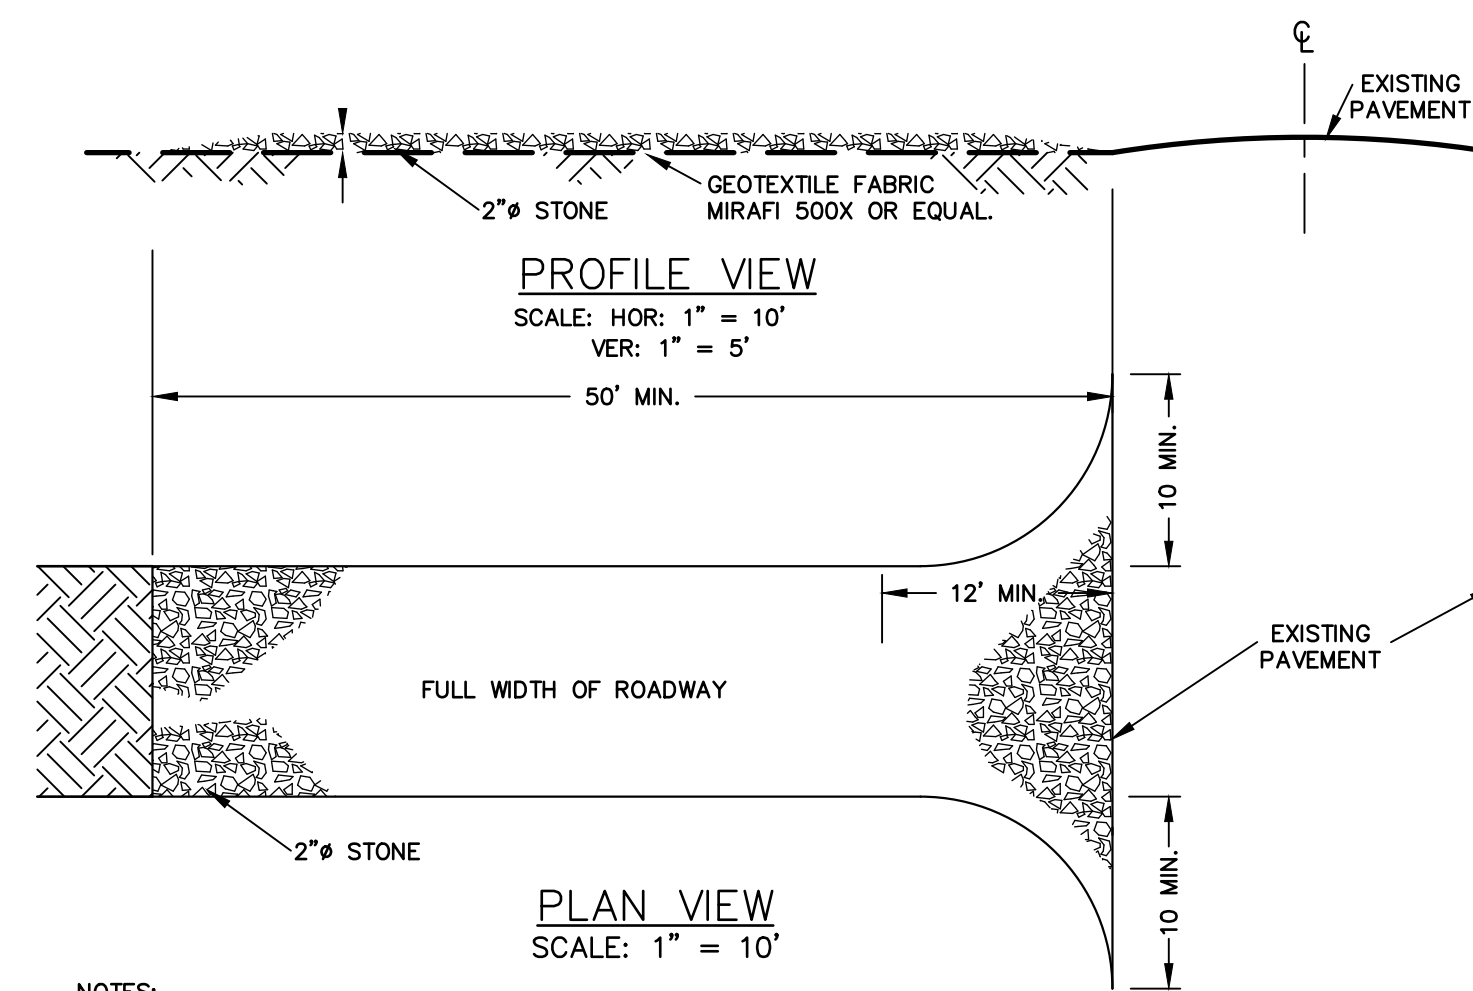 ℄
EXISTING
PAVEMENT
GEOTEXTILE FABRIC
MIRAFI 500X OR EQUAL.
2"ø STONE
PROFILE VIEW
SCALE: HOR: 1" = 10'
VER: 1" = 5'
50' MIN.
10 MIN.
12' MIN.
EXISTING
PAVEMENT
FULL WIDTH OF ROADWAY
2"ø STONE
10 MIN.
PLAN VIEW
SCALE: 1" = 10'
NOTES: